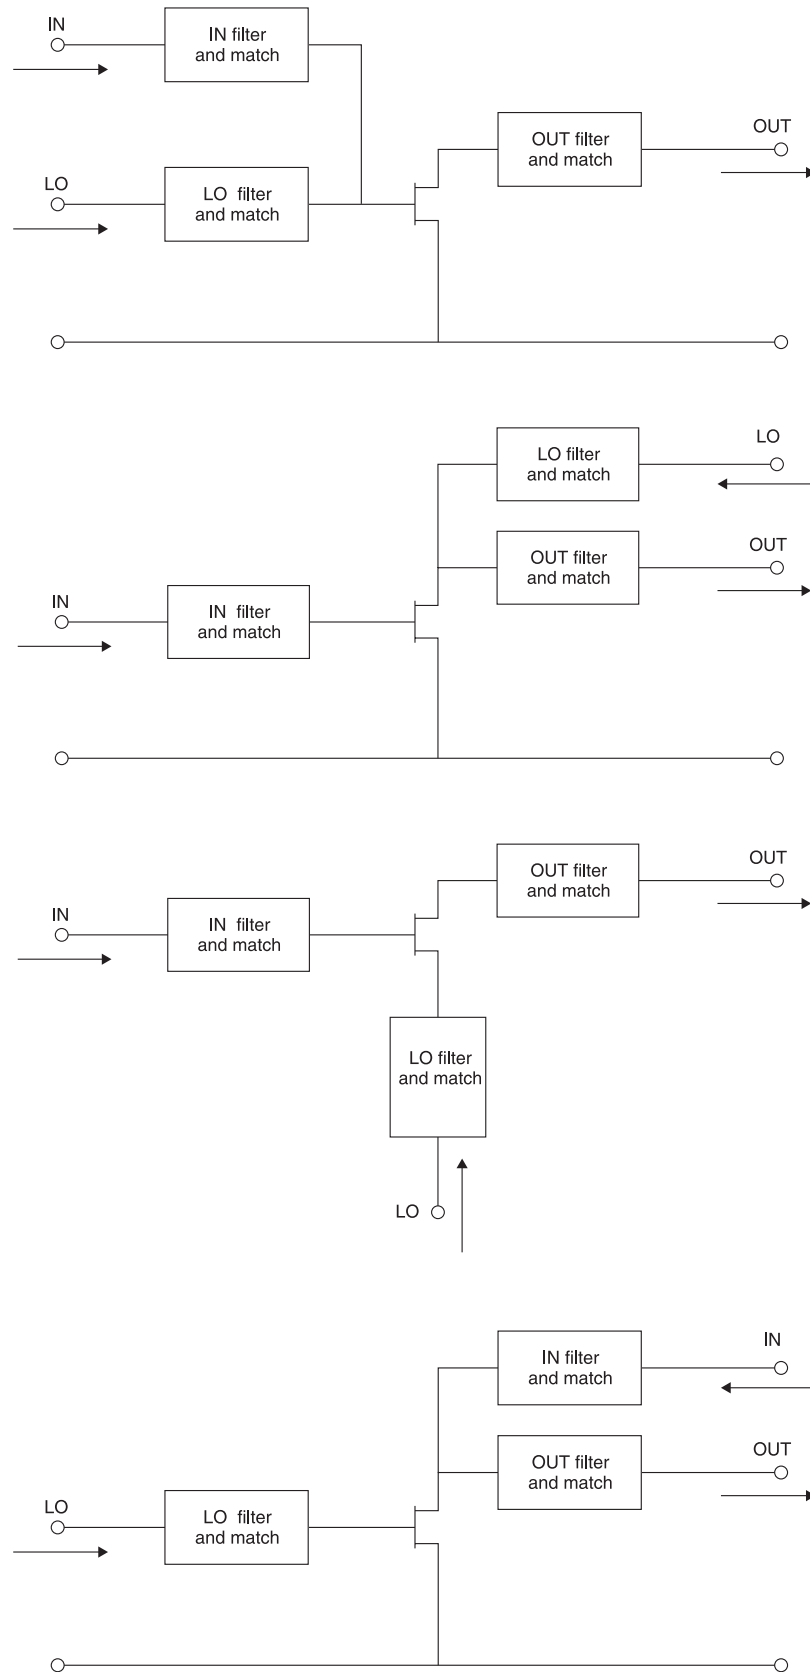 IN
IN filter
and match
OUT filter
and match
OUT
LO
LO filter
and match
LO filter
and match
LO
OUT filter
and match
OUT
IN
IN filter
and match
OUT filter
and match
OUT
IN
IN filter
and match
LO filter
and match
LO
IN filter
and match
IN
OUT filter
and match
OUT
LO
LO filter
and match